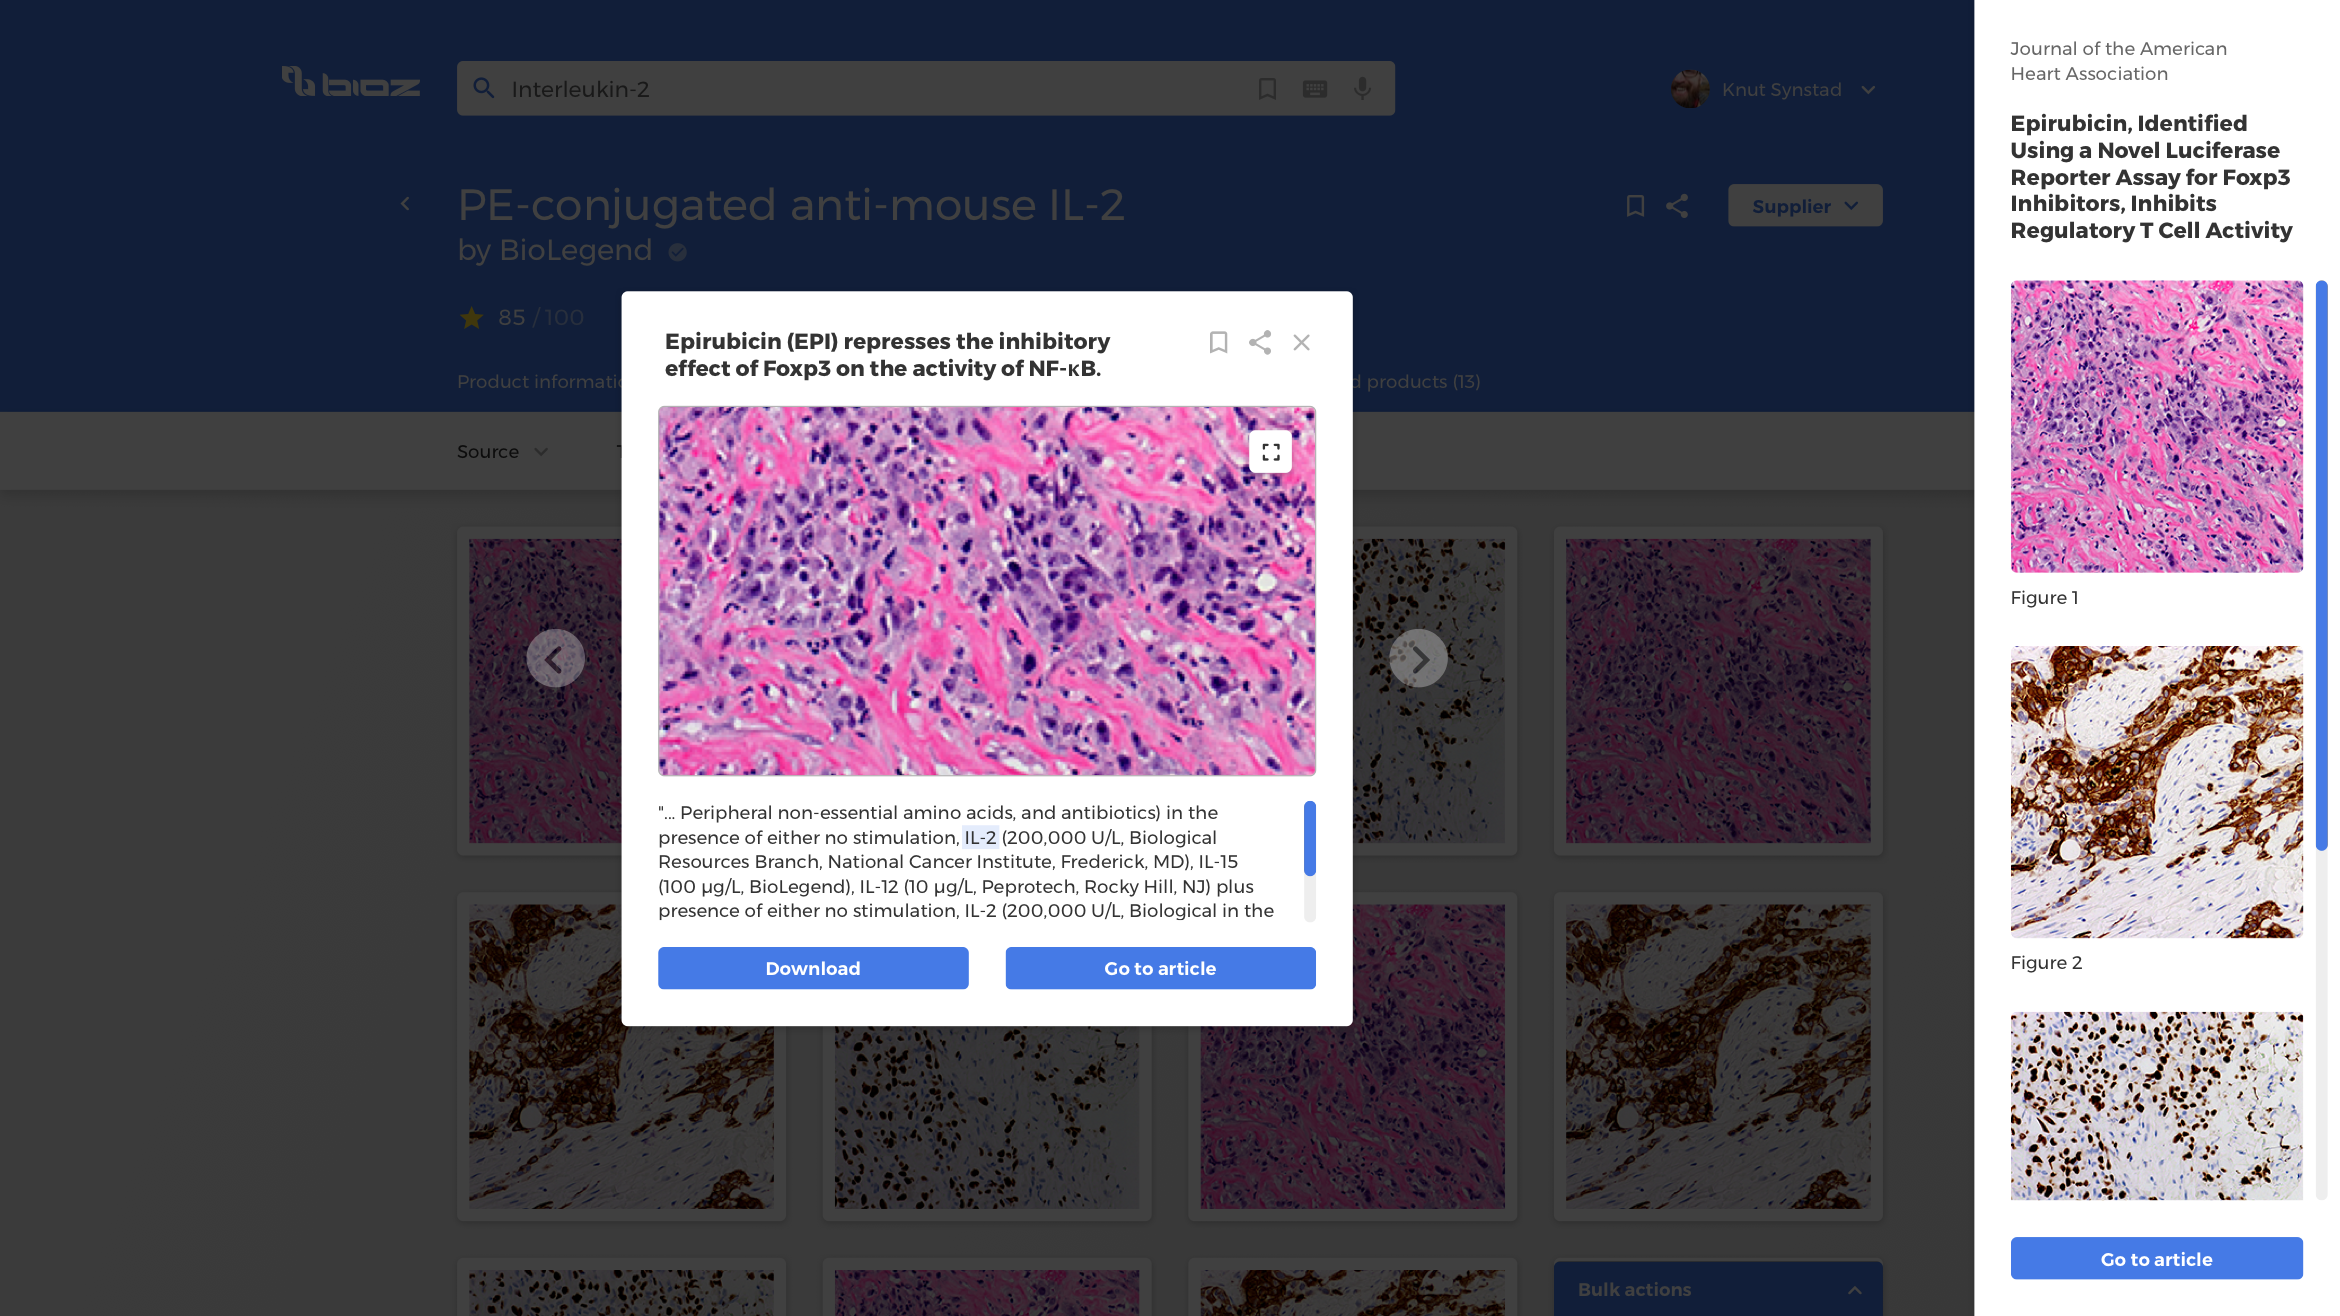 bioz
Interleukin-2
Knut Synstad
PE-conjugated anti-mouse IL-2
by BioLegend
Supplier
85 / 100
Product informati
d products (13)
Source
Epirubicin (EPI) represses the inhibitory
effect of Foxp3 on the activity of NF-κB.
"... Peripheral non-essential amino acids, and antibiotics) in the
presence of either no stimulation, IL-2 (200,000 U/L, Biological
Resources Branch, National Cancer Institute, Frederick, MD), IL-15
(100 µg/L, BioLegend), IL-12 (10 µg/L, Peprotech, Rocky Hill, NJ) plus
presence of either no stimulation, IL-2 (200,000 U/L, Biological in the
Download
Go to article
Bulk actions
Journal of the American
Heart Association
Epirubicin, Identified
Using a Novel Luciferase
Reporter Assay for Foxp3
Inhibitors, Inhibits
Regulatory T Cell Activity
Figure 1
Figure 2
Go to article